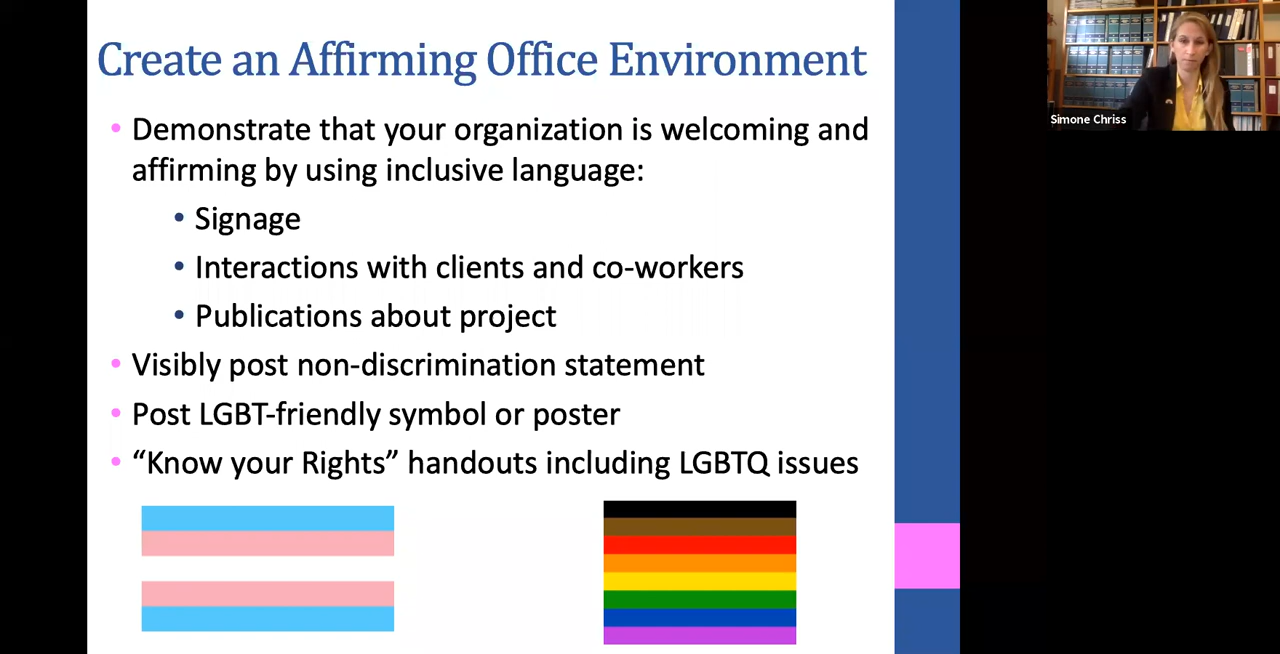 Create an Affirming Office Environment
• Demonstrate that your organization is welcoming and
affirming by using inclusive language:
• Signage
• Interactions with clients and co-workers
• Publications about project
• Visibly post non-discrimination statement
• Post LGBT-friendly symbol or poster
• “Know your Rights” handouts including LGBTQ issues
Simone Chriss